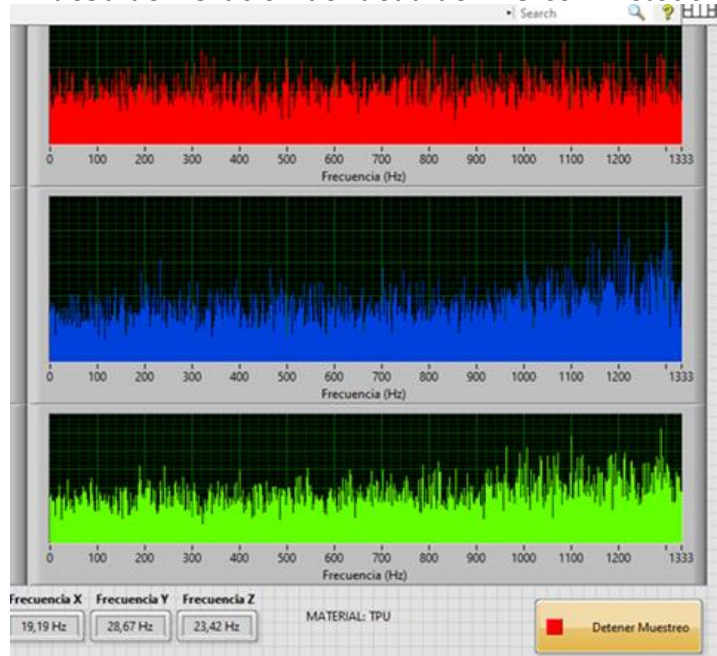 Search
0 100 200 300 400 500 600 700 800 900 1000 1100 1200 1333
Frecuencia (Hz)
0 100 200 300 400 500 600 700 800 900 1000 1100 1200 1333
Frecuencia (Hz)
0 100 200 300 400 500 600 700 800 900 1000 1100 1200 1333
Frecuencia (Hz)
Frecuencia X Frecuencia Y Frecuencia Z
19,19 Hz 28,67 Hz 23,42 Hz
MATERIAL: TPU
Detener Muestreo